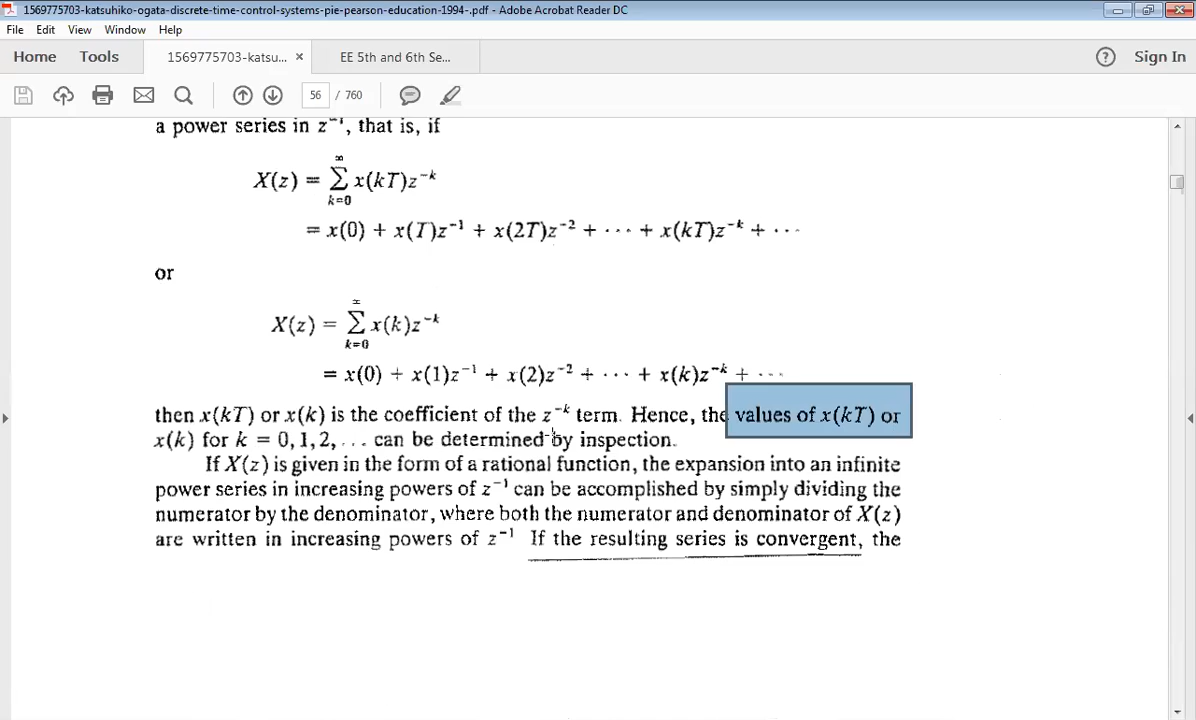 1569775703-katsuhiko-ogata-discrete-time-control-systems-pie-pearson-education-1994-.pdf - Adobe Acrobat Reader DC
File Edit View Window Help
Home Tools 1569775703-katsu... × EE 5th and 6th Se... Sign In
56 / 760
a power series in z⁻¹, that is, if
X(z) = ∑_{k=0}^{∞} x(kT)z⁻ᵏ
= x(0) + x(T)z⁻¹ + x(2T)z⁻² + ··· + x(kT)z⁻ᵏ + ···
or
X(z) = ∑_{k=0}^{∞} x(k)z⁻ᵏ
= x(0) + x(1)z⁻¹ + x(2)z⁻² + ··· + x(k)z⁻ᵏ + ···
then x(kT) or x(k) is the coefficient of the z⁻ᵏ term. Hence, the values of x(kT) or
x(k) for k = 0, 1, 2, ... can be determined by inspection.
If X(z) is given in the form of a rational function, the expansion into an infinite
power series in increasing powers of z⁻¹ can be accomplished by simply dividing the
numerator by the denominator, where both the numerator and denominator of X(z)
are written in increasing powers of z⁻¹ If the resulting series is convergent, the